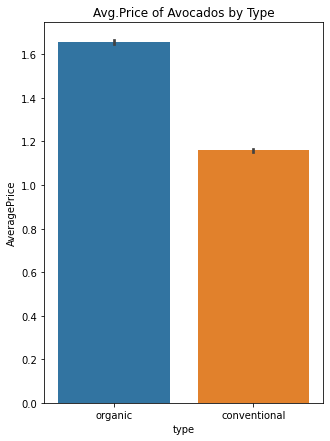 Avg.Price of Avocados by Type
AveragePrice
1.6
1.4
1.2
1.0
0.8
0.6
0.4
0.2
0.0
organic
conventional
type